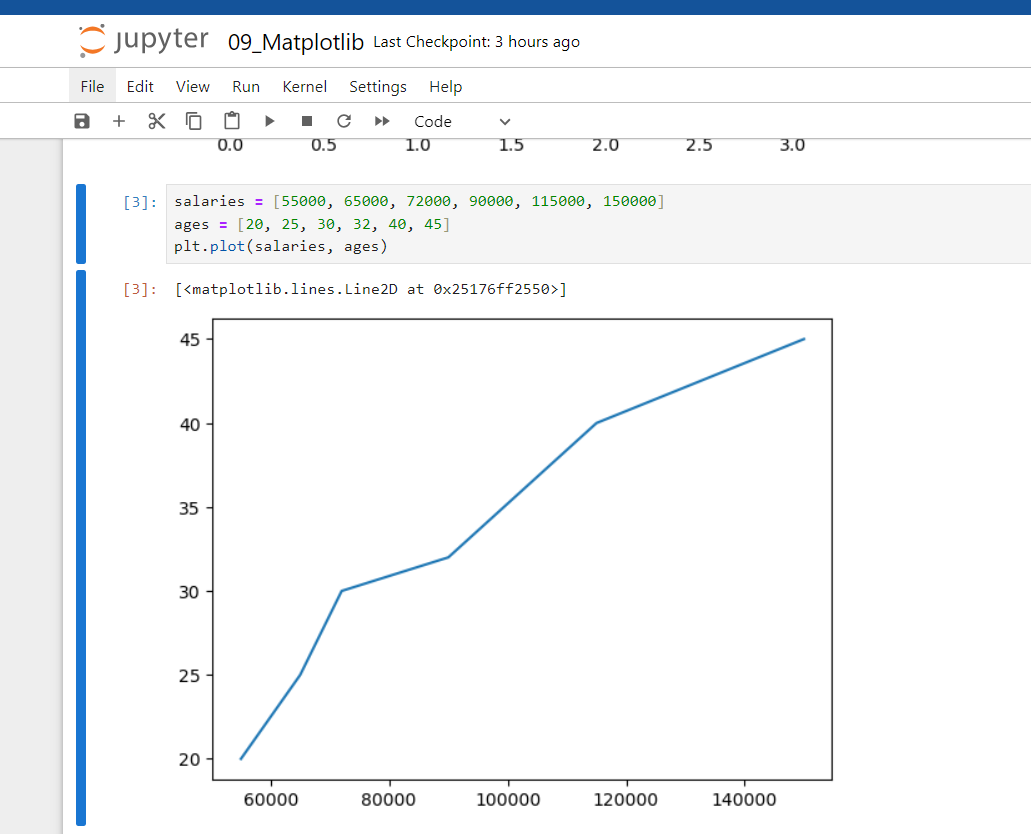 jupyter 09_Matplotlib Last Checkpoint: 3 hours ago
File Edit View Run Kernel Settings Help
Code
0.0 0.5 1.0 1.5 2.0 2.5 3.0
[3]: salaries = [55000, 65000, 72000, 90000, 115000, 150000]
ages = [20, 25, 30, 32, 40, 45]
plt.plot(salaries, ages)
[3]: [<matplotlib.lines.Line2D at 0x25176ff2550>]
45
40
35
30
25
20
60000 80000 100000 120000 140000